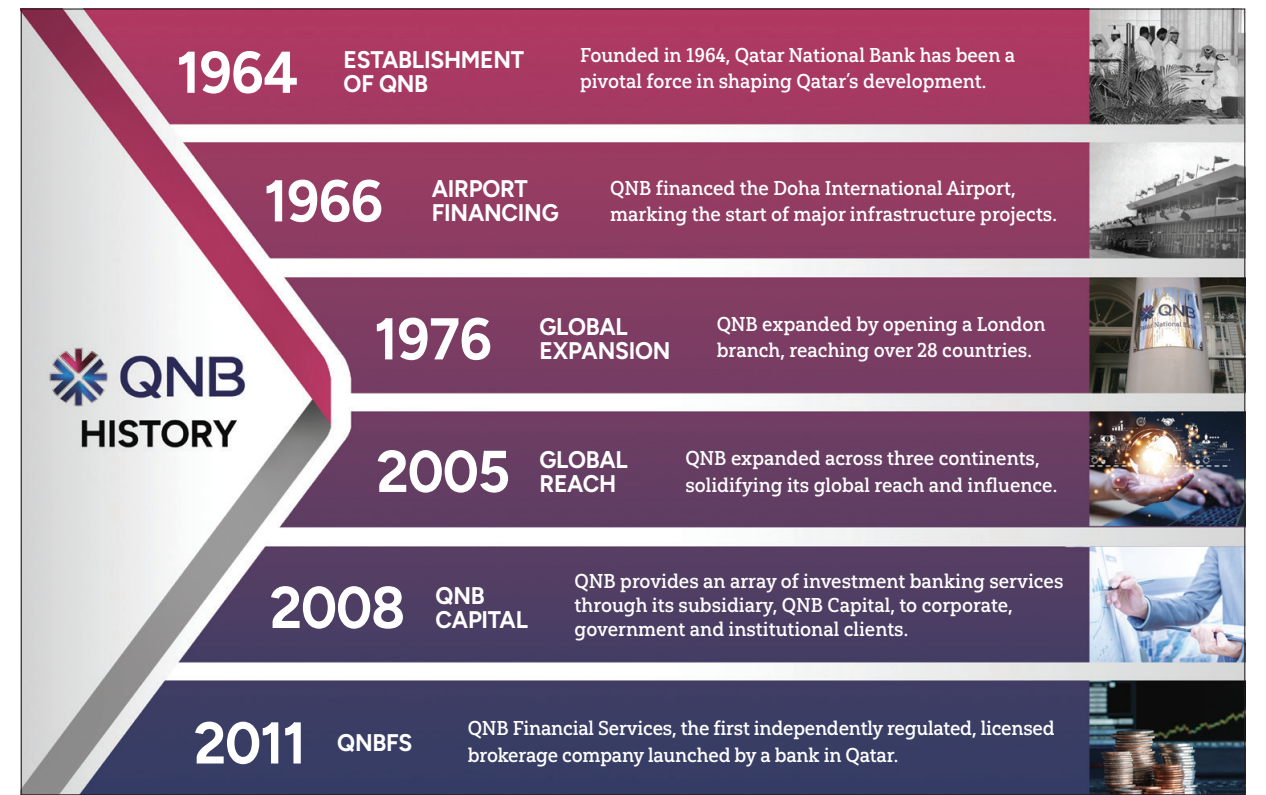 1964
ESTABLISHMENT
OF QNB
Founded in 1964, Qatar National Bank has been a
pivotal force in shaping Qatar’s development.
1966
AIRPORT
FINANCING
QNB financed the Doha International Airport,
marking the start of major infrastructure projects.
1976
GLOBAL
EXPANSION
QNB expanded by opening a London
branch, reaching over 28 countries.
QNB
QNB
HISTORY
2005
GLOBAL
REACH
QNB expanded across three continents,
solidifying its global reach and influence.
2008
QNB
CAPITAL
QNB provides an array of investment banking services
through its subsidiary, QNB Capital, to corporate,
government and institutional clients.
2011
QNBFS
QNB Financial Services, the first independently regulated, licensed
brokerage company launched by a bank in Qatar.